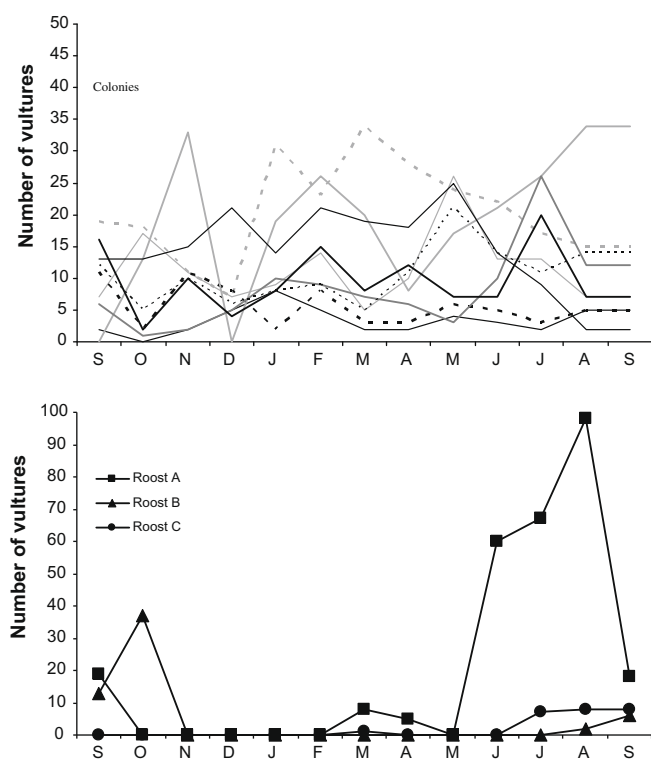 50
45
40
35
30
25
20
15
10
5
0
Number of vultures
Colonies
S O N D J F M A M J J A S
100
90
80
70
60
50
40
30
20
10
0
Number of vultures
Roost A
Roost B
Roost C
S O N D J F M A M J J A S